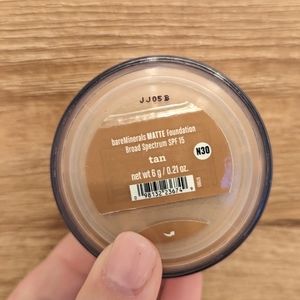 JJ05B
bareMinerals MATTE Foundation
Broad Spectrum SPF 15
tan
N30
net wt 6 g / 0.21 oz.